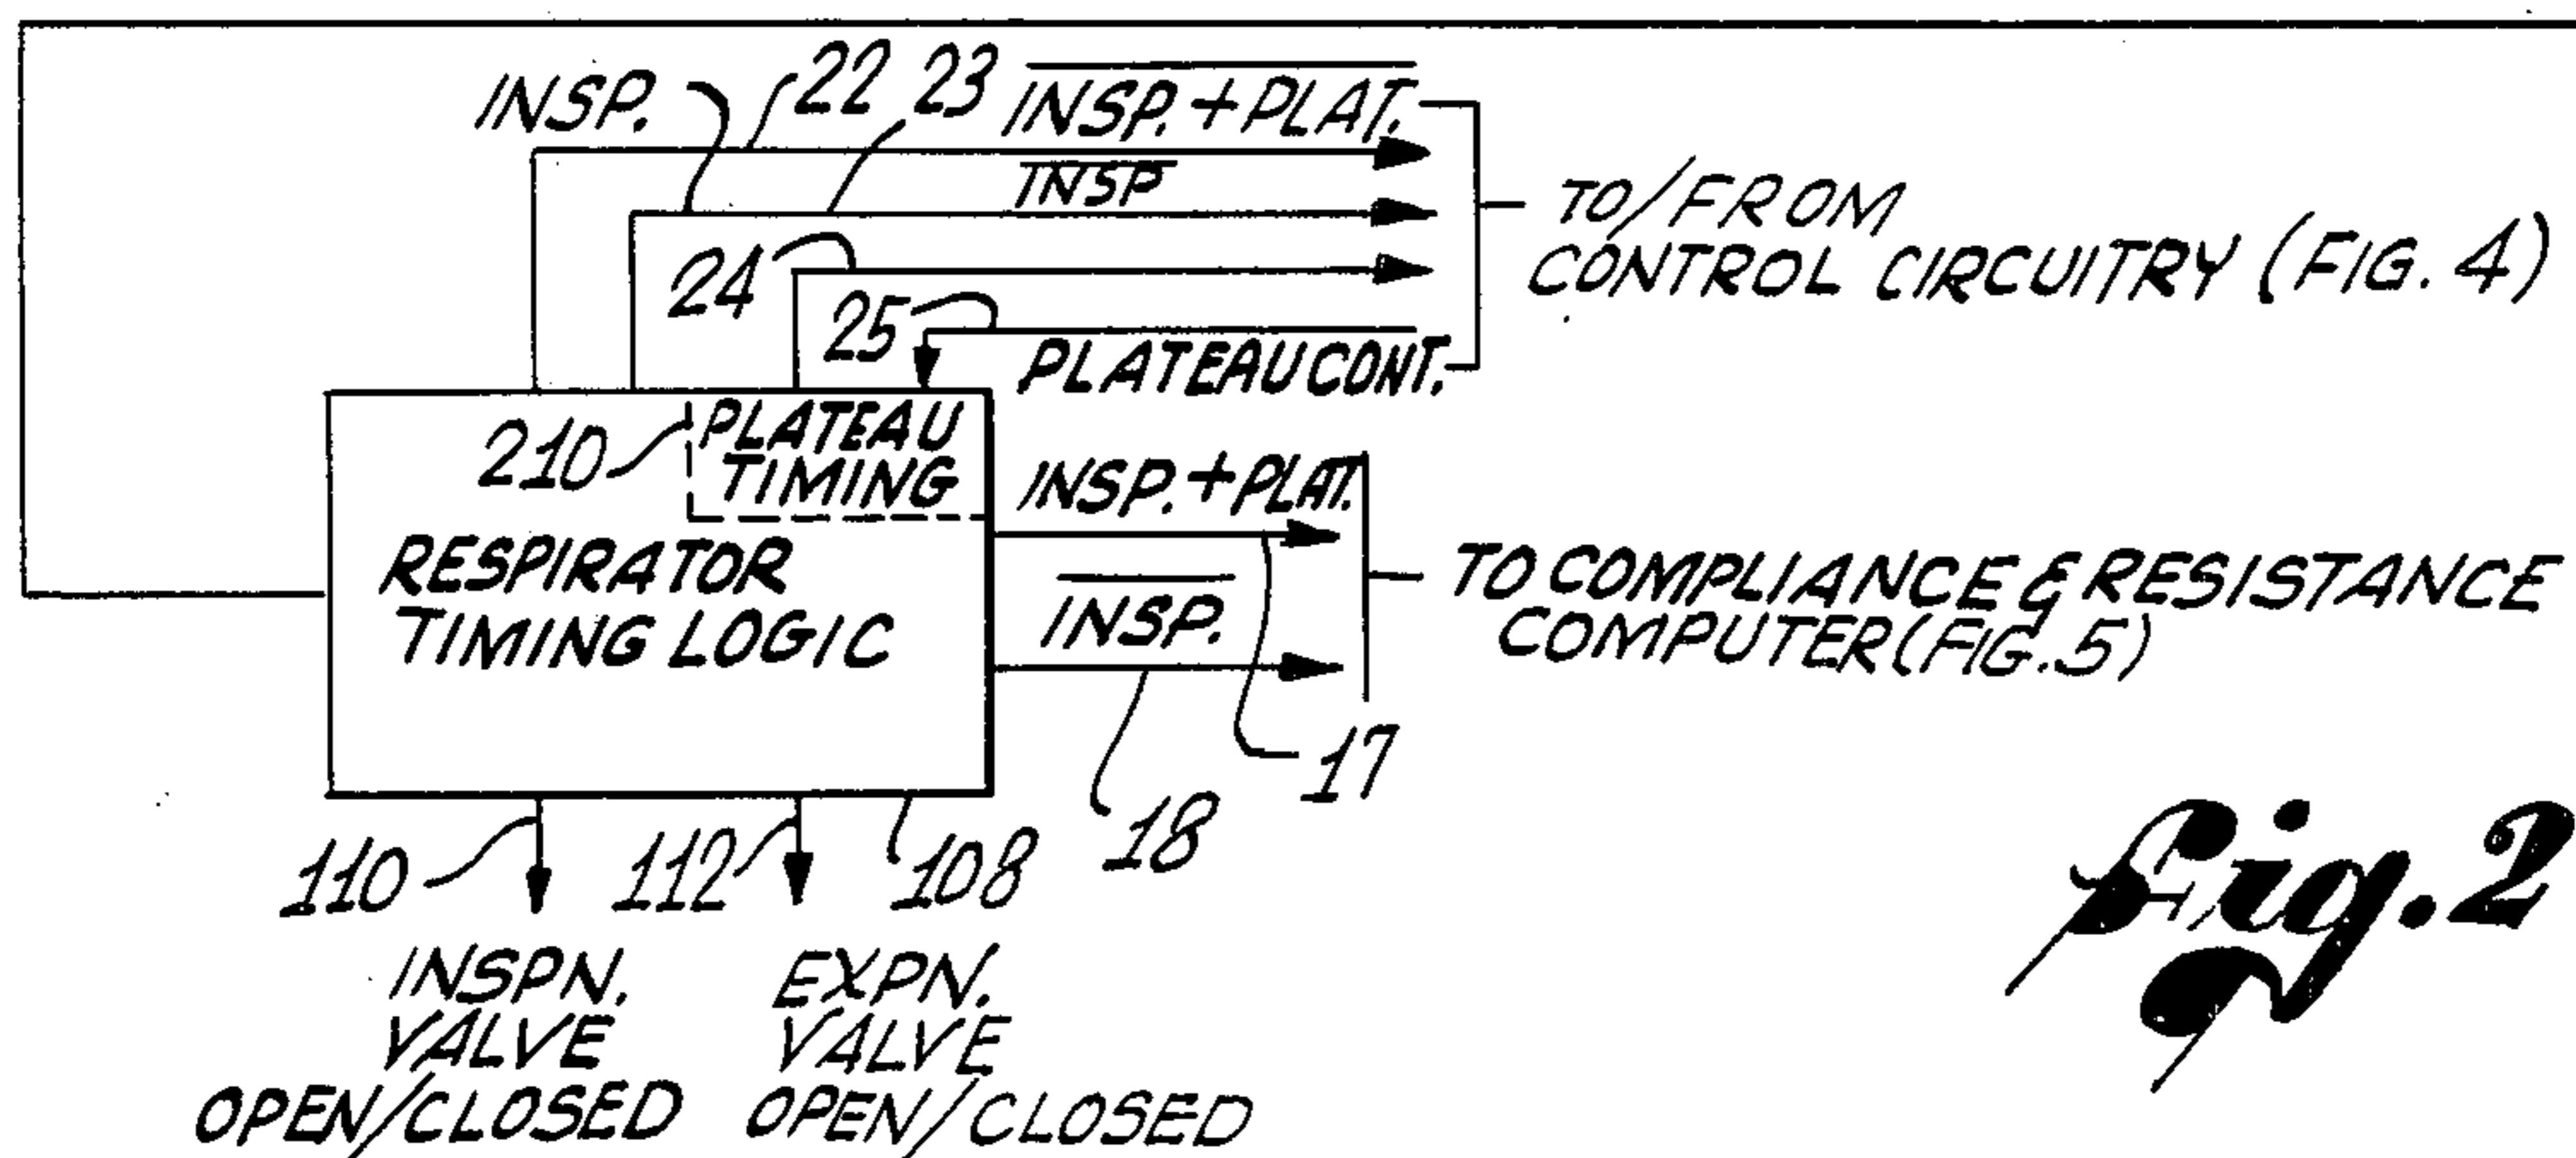 INSP. 22 23 INSP. + PLAT.
INSP
24
25
PLATEAU CONT.
TO/FROM
CONTROL CIRCUITRY (FIG. 4)
210
PLATEAU
TIMING
RESPIRATOR
TIMING LOGIC
INSP. + PLAT.
INSP.
TO COMPLIANCE & RESISTANCE
COMPUTER (FIG. 5)
17
18
110
112
108
INSPN.
VALVE
OPEN/CLOSED
EXPN.
VALVE
OPEN/CLOSED
Fig. 2